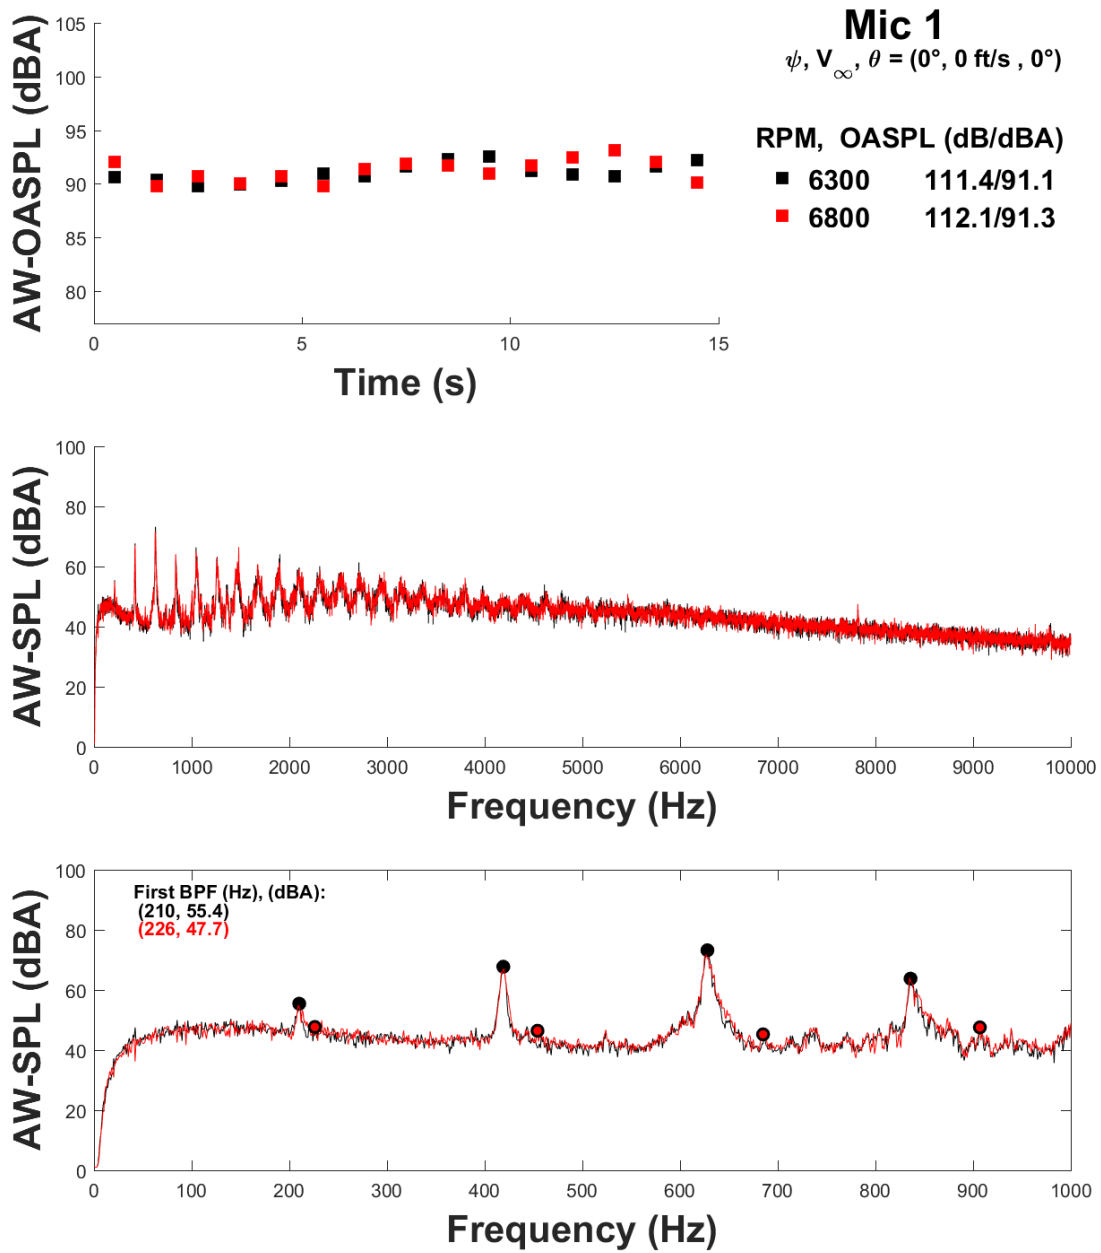 Mic 1
ψ, V∞, θ = (0°, 0 ft/s , 0°)
RPM, OASPL (dB/dBA)
6300 111.4/91.1
6800 112.1/91.3
AW-OASPL (dBA)
105
100
95
90
85
80
0 5 10 15
Time (s)
AW-SPL (dBA)
100
80
60
40
20
0
0 1000 2000 3000 4000 5000 6000 7000 8000 9000 10000
Frequency (Hz)
AW-SPL (dBA)
100
80
60
40
20
0
First BPF (Hz), (dBA):
(210, 55.4)
(226, 47.7)
0 100 200 300 400 500 600 700 800 900 1000
Frequency (Hz)